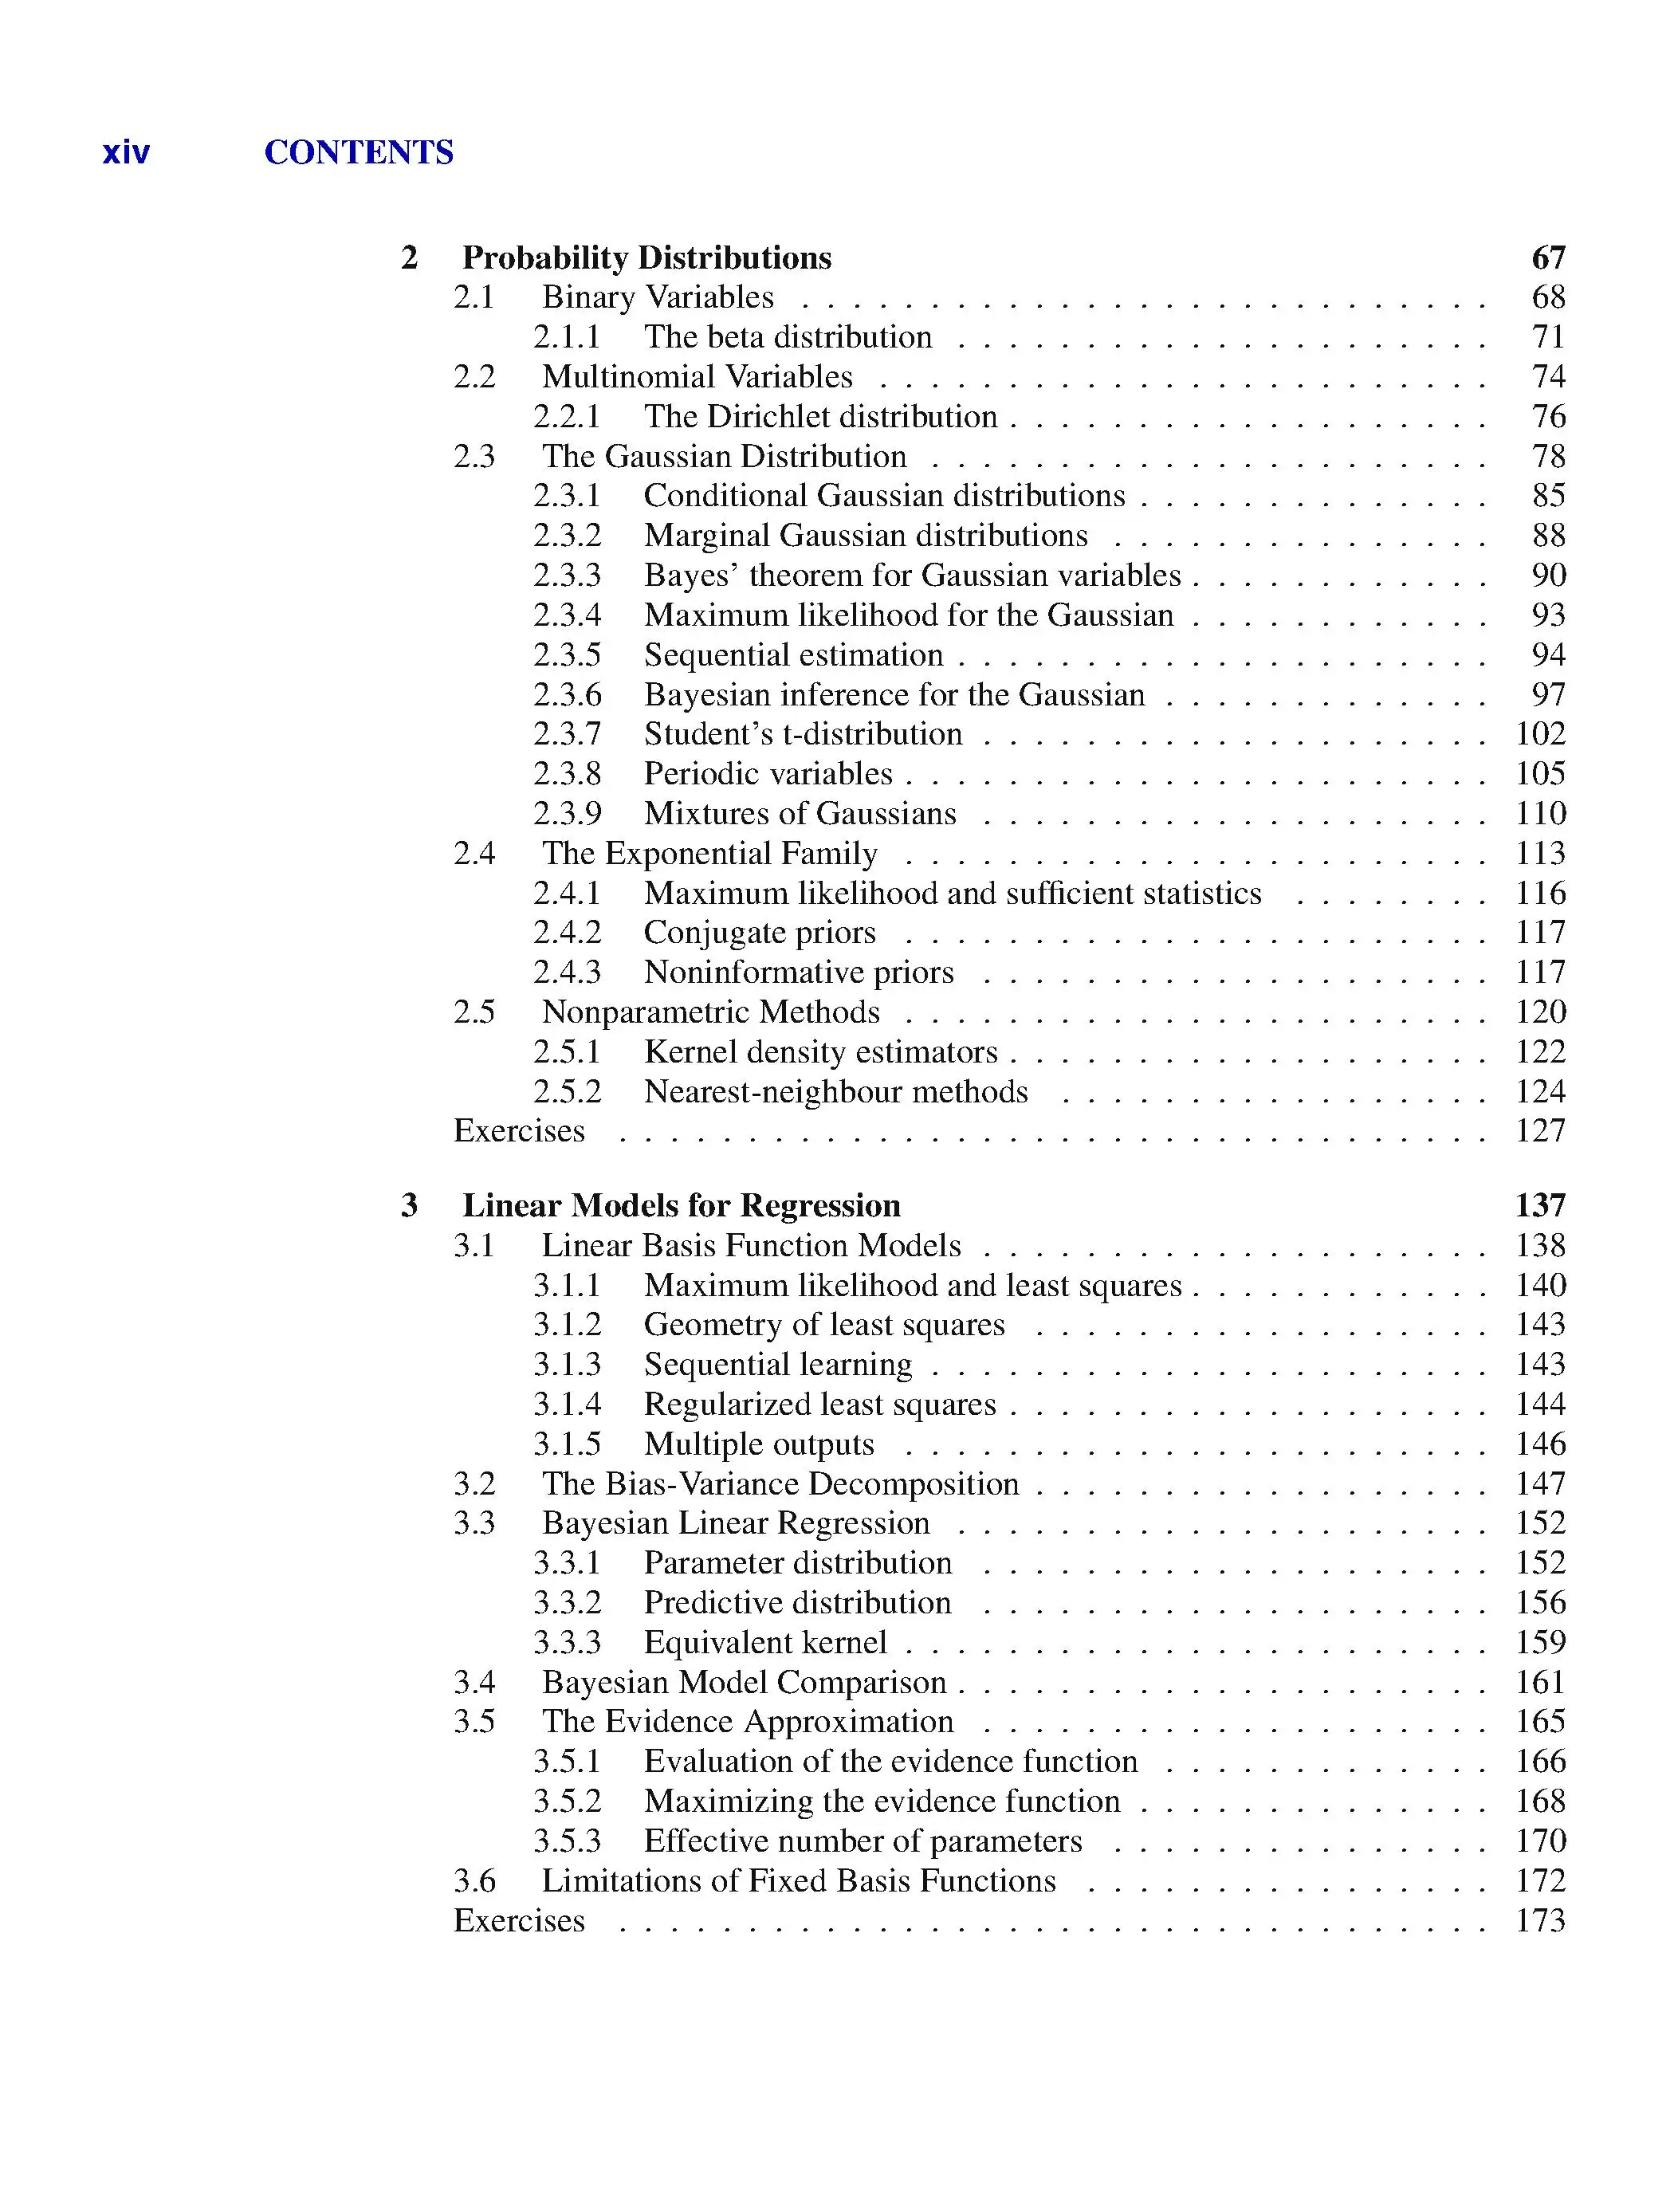 xiv CONTENTS
2 Probability Distributions 67
2.1 Binary Variables . . . . . . . . . . . . . . . . . . . . . . . . . . . 68
2.1.1 The beta distribution . . . . . . . . . . . . . . . . . . . . . 71
2.2 Multinomial Variables . . . . . . . . . . . . . . . . . . . . . . . . 74
2.2.1 The Dirichlet distribution . . . . . . . . . . . . . . . . . . . 76
2.3 The Gaussian Distribution . . . . . . . . . . . . . . . . . . . . . . 78
2.3.1 Conditional Gaussian distributions . . . . . . . . . . . . . . 85
2.3.2 Marginal Gaussian distributions . . . . . . . . . . . . . . . 88
2.3.3 Bayes’ theorem for Gaussian variables . . . . . . . . . . . . 90
2.3.4 Maximum likelihood for the Gaussian . . . . . . . . . . . . 93
2.3.5 Sequential estimation . . . . . . . . . . . . . . . . . . . . . 94
2.3.6 Bayesian inference for the Gaussian . . . . . . . . . . . . . 97
2.3.7 Student’s t-distribution . . . . . . . . . . . . . . . . . . . . 102
2.3.8 Periodic variables . . . . . . . . . . . . . . . . . . . . . . . 105
2.3.9 Mixtures of Gaussians . . . . . . . . . . . . . . . . . . . . 110
2.4 The Exponential Family . . . . . . . . . . . . . . . . . . . . . . . 113
2.4.1 Maximum likelihood and sufficient statistics . . . . . . . . 116
2.4.2 Conjugate priors . . . . . . . . . . . . . . . . . . . . . . . 117
2.4.3 Noninformative priors . . . . . . . . . . . . . . . . . . . . 117
2.5 Nonparametric Methods . . . . . . . . . . . . . . . . . . . . . . . 120
2.5.1 Kernel density estimators . . . . . . . . . . . . . . . . . . . 122
2.5.2 Nearest-neighbour methods . . . . . . . . . . . . . . . . . 124
Exercises . . . . . . . . . . . . . . . . . . . . . . . . . . . . . . . . . . 127
3 Linear Models for Regression 137
3.1 Linear Basis Function Models . . . . . . . . . . . . . . . . . . . . 138
3.1.1 Maximum likelihood and least squares . . . . . . . . . . . . 140
3.1.2 Geometry of least squares . . . . . . . . . . . . . . . . . . 143
3.1.3 Sequential learning . . . . . . . . . . . . . . . . . . . . . . 143
3.1.4 Regularized least squares . . . . . . . . . . . . . . . . . . . 144
3.1.5 Multiple outputs . . . . . . . . . . . . . . . . . . . . . . . 146
3.2 The Bias-Variance Decomposition . . . . . . . . . . . . . . . . . . 147
3.3 Bayesian Linear Regression . . . . . . . . . . . . . . . . . . . . . 152
3.3.1 Parameter distribution . . . . . . . . . . . . . . . . . . . . 152
3.3.2 Predictive distribution . . . . . . . . . . . . . . . . . . . . 156
3.3.3 Equivalent kernel . . . . . . . . . . . . . . . . . . . . . . . 159
3.4 Bayesian Model Comparison . . . . . . . . . . . . . . . . . . . . . 161
3.5 The Evidence Approximation . . . . . . . . . . . . . . . . . . . . 165
3.5.1 Evaluation of the evidence function . . . . . . . . . . . . . 166
3.5.2 Maximizing the evidence function . . . . . . . . . . . . . . 168
3.5.3 Effective number of parameters . . . . . . . . . . . . . . . 170
3.6 Limitations of Fixed Basis Functions . . . . . . . . . . . . . . . . 172
Exercises . . . . . . . . . . . . . . . . . . . . . . . . . . . . . . . . . . 173